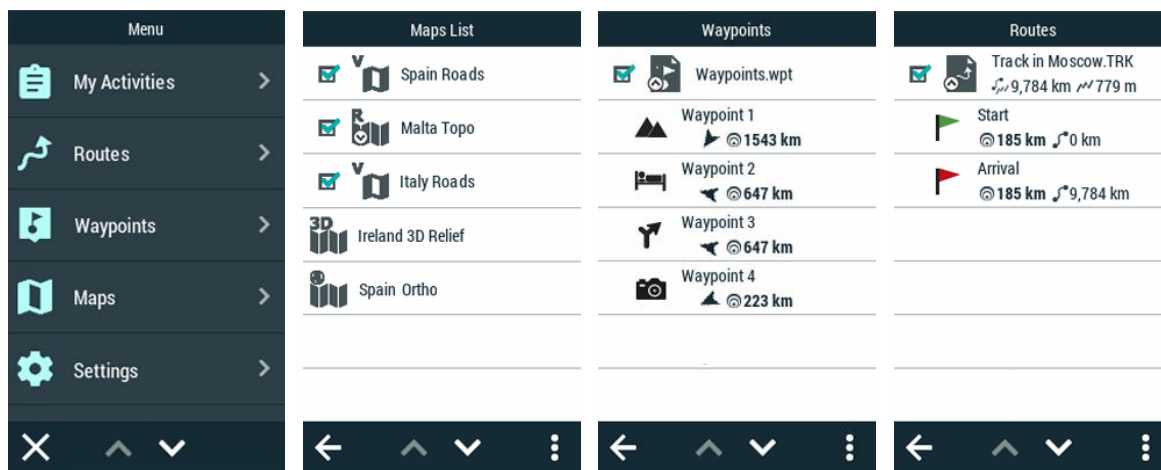 Menu
My Activities
Routes
Waypoints
Maps
Settings
Maps List
V
Spain Roads
R
Malta Topo
V
Italy Roads
3D
Ireland 3D Relief
Spain Ortho
Waypoints
Waypoints.wpt
Waypoint 1
1543 km
Waypoint 2
647 km
Waypoint 3
647 km
Waypoint 4
223 km
Routes
Track in Moscow.TRK
9,784 km 779 m
Start
185 km 0 km
Arrival
185 km 9,784 km